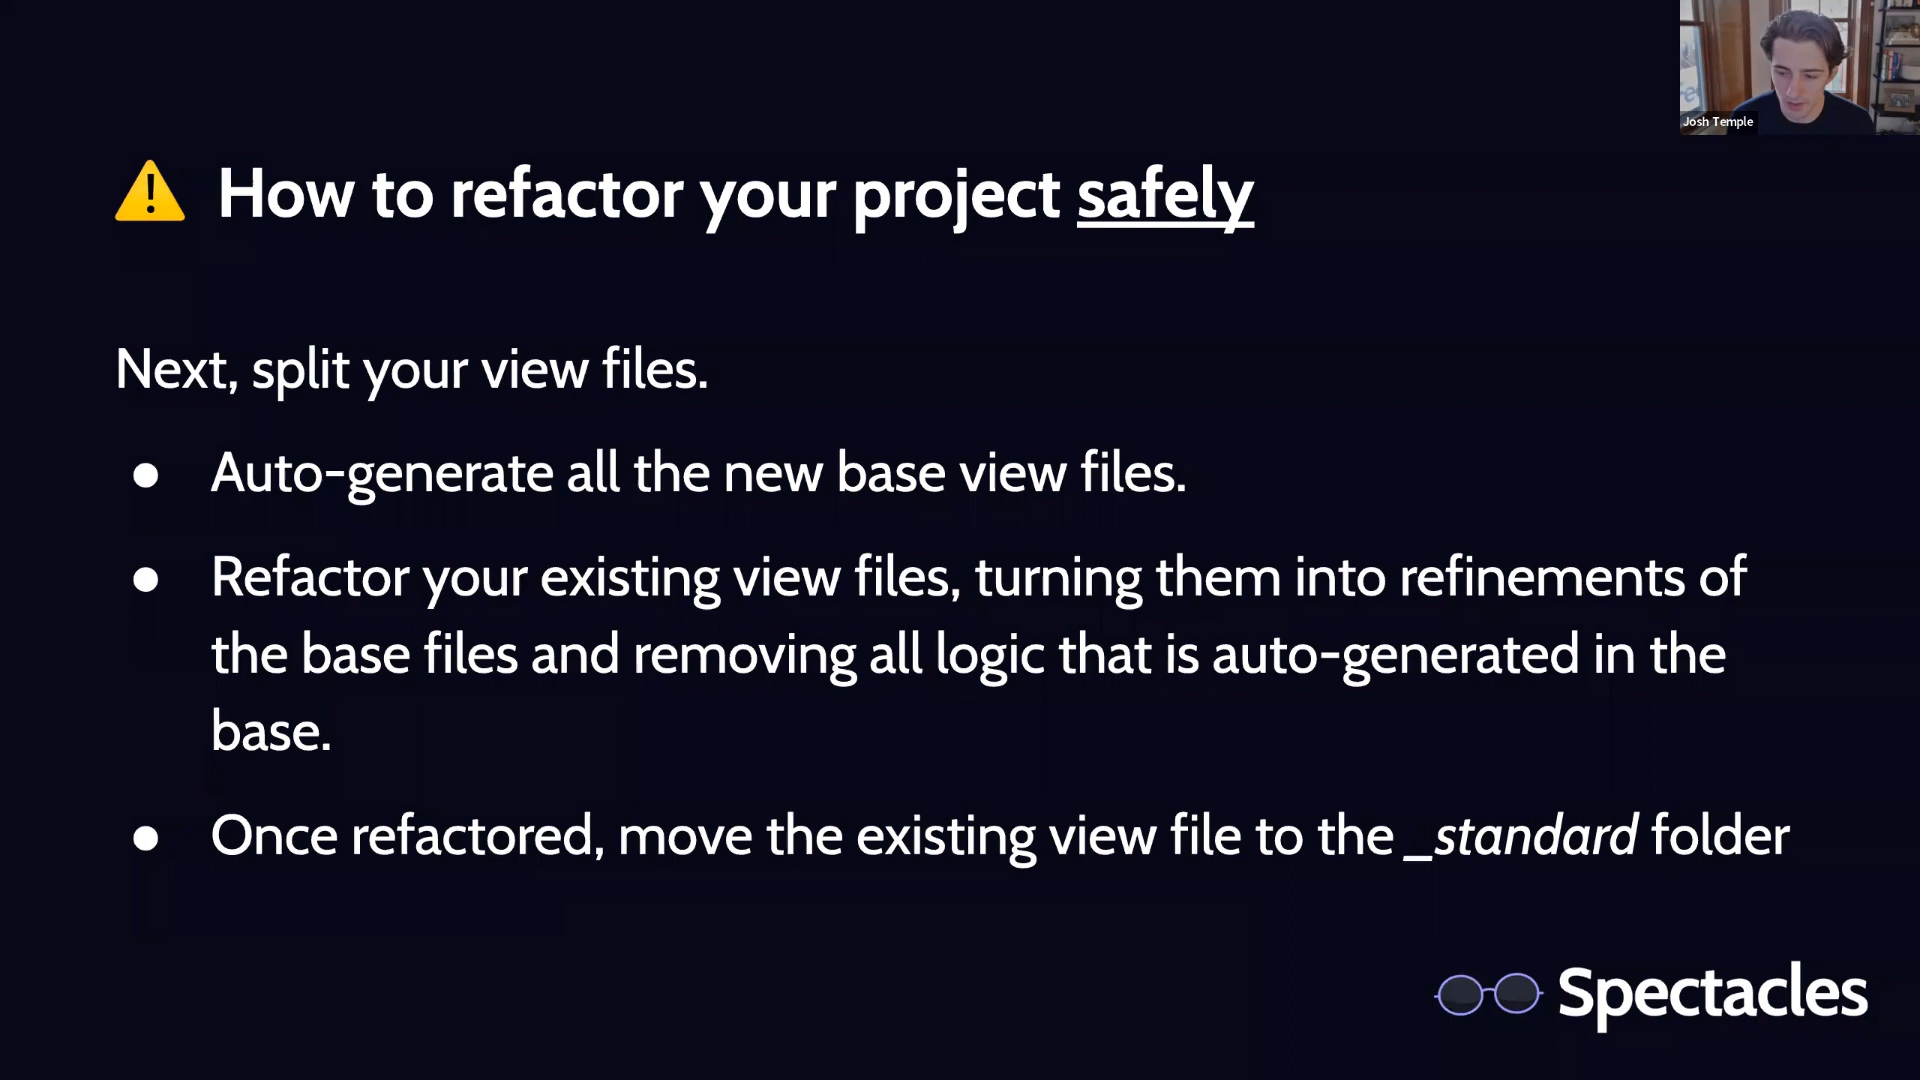 Josh Temple
⚠️ How to refactor your project safely
Next, split your view files.
● Auto-generate all the new base view files.
● Refactor your existing view files, turning them into refinements of
the base files and removing all logic that is auto-generated in the
base.
● Once refactored, move the existing view file to the _standard folder
Spectacles